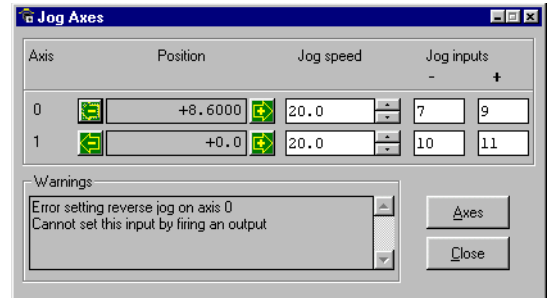 Jog Axes
Axis Position Jog speed Jog inputs
- +
0 +8.6000 20.0 7 9
1 +0.0 20.0 10 11
Warnings
Error setting reverse jog on axis 0
Cannot set this input by firing an output
Axes
Close